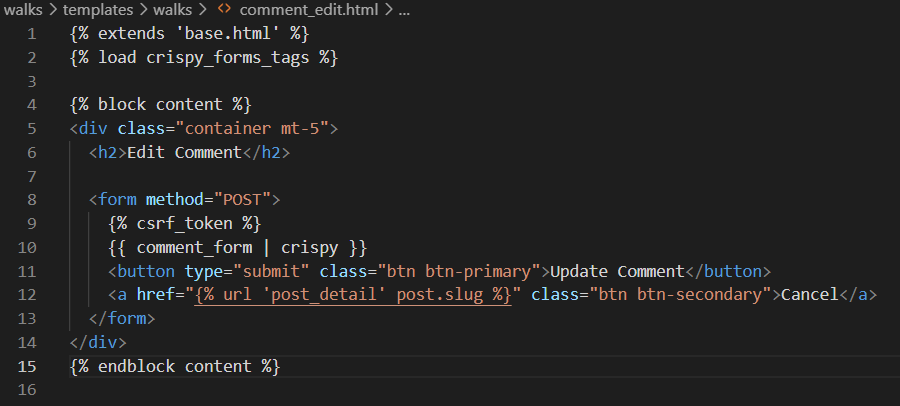 walks > templates > walks > <> comment_edit.html > ...
1 {% extends 'base.html' %}
2 {% load crispy_forms_tags %}
3
4 {% block content %}
5 <div class="container mt-5">
6   <h2>Edit Comment</h2>
7
8   <form method="POST">
9     {% csrf_token %}
10     {{ comment_form | crispy }}
11     <button type="submit" class="btn btn-primary">Update Comment</button>
12     <a href="{% url 'post_detail' post.slug %}" class="btn btn-secondary">Cancel</a>
13   </form>
14 </div>
15 {% endblock content %}
16